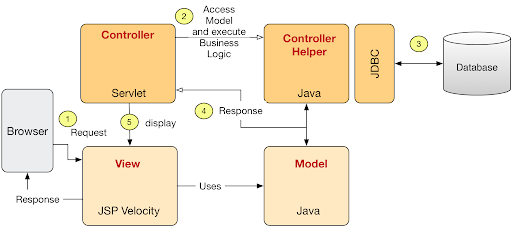 2
Access
Model
and execute
Business
Logic
Controller
Servlet
Controller
Helper
Java
JDBC
3
Database
4
Response
5
display
Browser
1
Request
Response
View
JSP Velocity
Uses
Model
Java